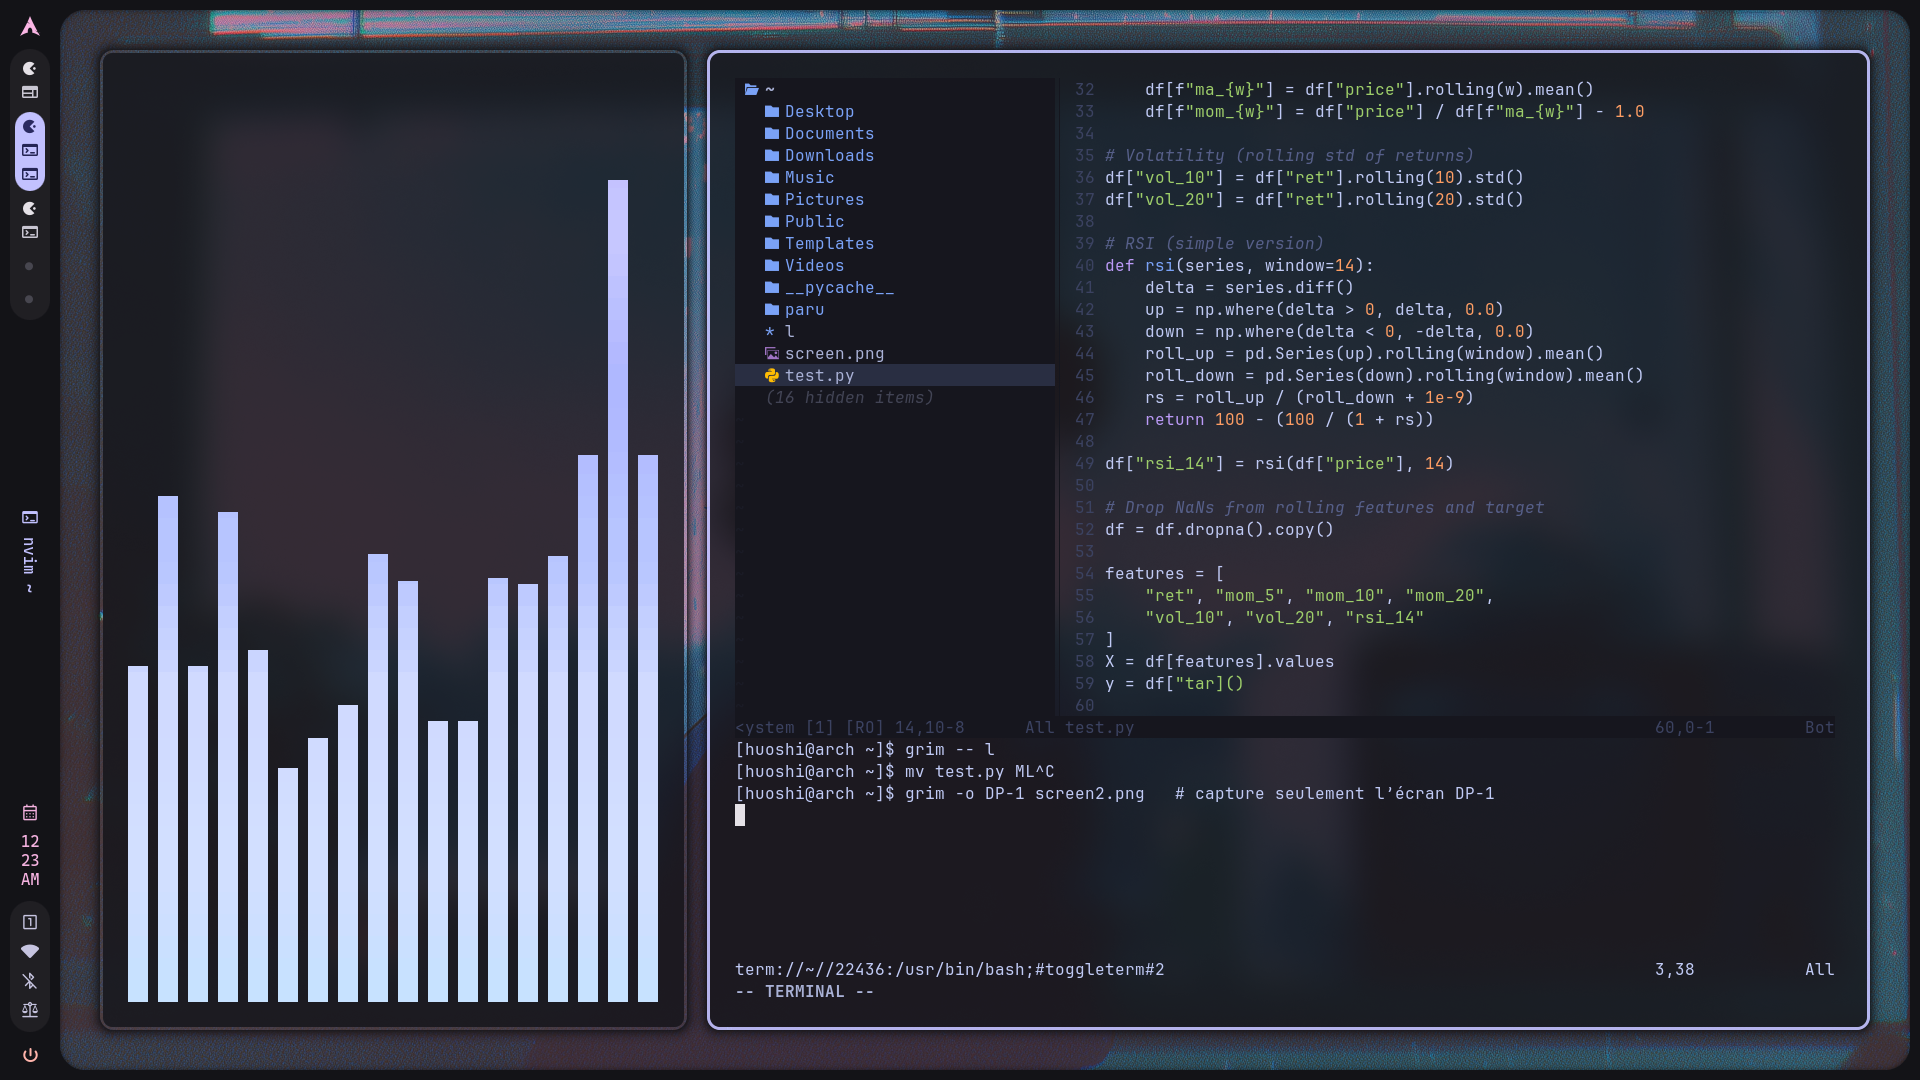 nvim ~
12
23
AM
1
~
Desktop
Documents
Downloads
Music
Pictures
Public
Templates
Videos
__pycache__
paru
* l
screen.png
test.py
(16 hidden items)
32     df[f"ma_{w}"] = df["price"].rolling(w).mean()
33     df[f"mom_{w}"] = df["price"] / df[f"ma_{w}"] - 1.0
34
35 # Volatility (rolling std of returns)
36 df["vol_10"] = df["ret"].rolling(10).std()
37 df["vol_20"] = df["ret"].rolling(20).std()
38
39 # RSI (simple version)
40 def rsi(series, window=14):
41     delta = series.diff()
42     up = np.where(delta > 0, delta, 0.0)
43     down = np.where(delta < 0, -delta, 0.0)
44     roll_up = pd.Series(up).rolling(window).mean()
45     roll_down = pd.Series(down).rolling(window).mean()
46     rs = roll_up / (roll_down + 1e-9)
47     return 100 - (100 / (1 + rs))
48
49 df["rsi_14"] = rsi(df["price"], 14)
50
51 # Drop NaNs from rolling features and target
52 df = df.dropna().copy()
53
54 features = [
55     "ret", "mom_5", "mom_10", "mom_20",
56     "vol_10", "vol_20", "rsi_14"
57 ]
58 X = df[features].values
59 y = df["tar]()
60
<ystem [1] [RO] 14,10-8      All test.py      60,0-1         Bot
[huoshi@arch ~]$ grim -- l
[huoshi@arch ~]$ mv test.py ML^C
[huoshi@arch ~]$ grim -o DP-1 screen2.png   # capture seulement l’écran DP-1
term://~//22436:/usr/bin/bash;#toggleterm#2      3,38           All
-- TERMINAL --